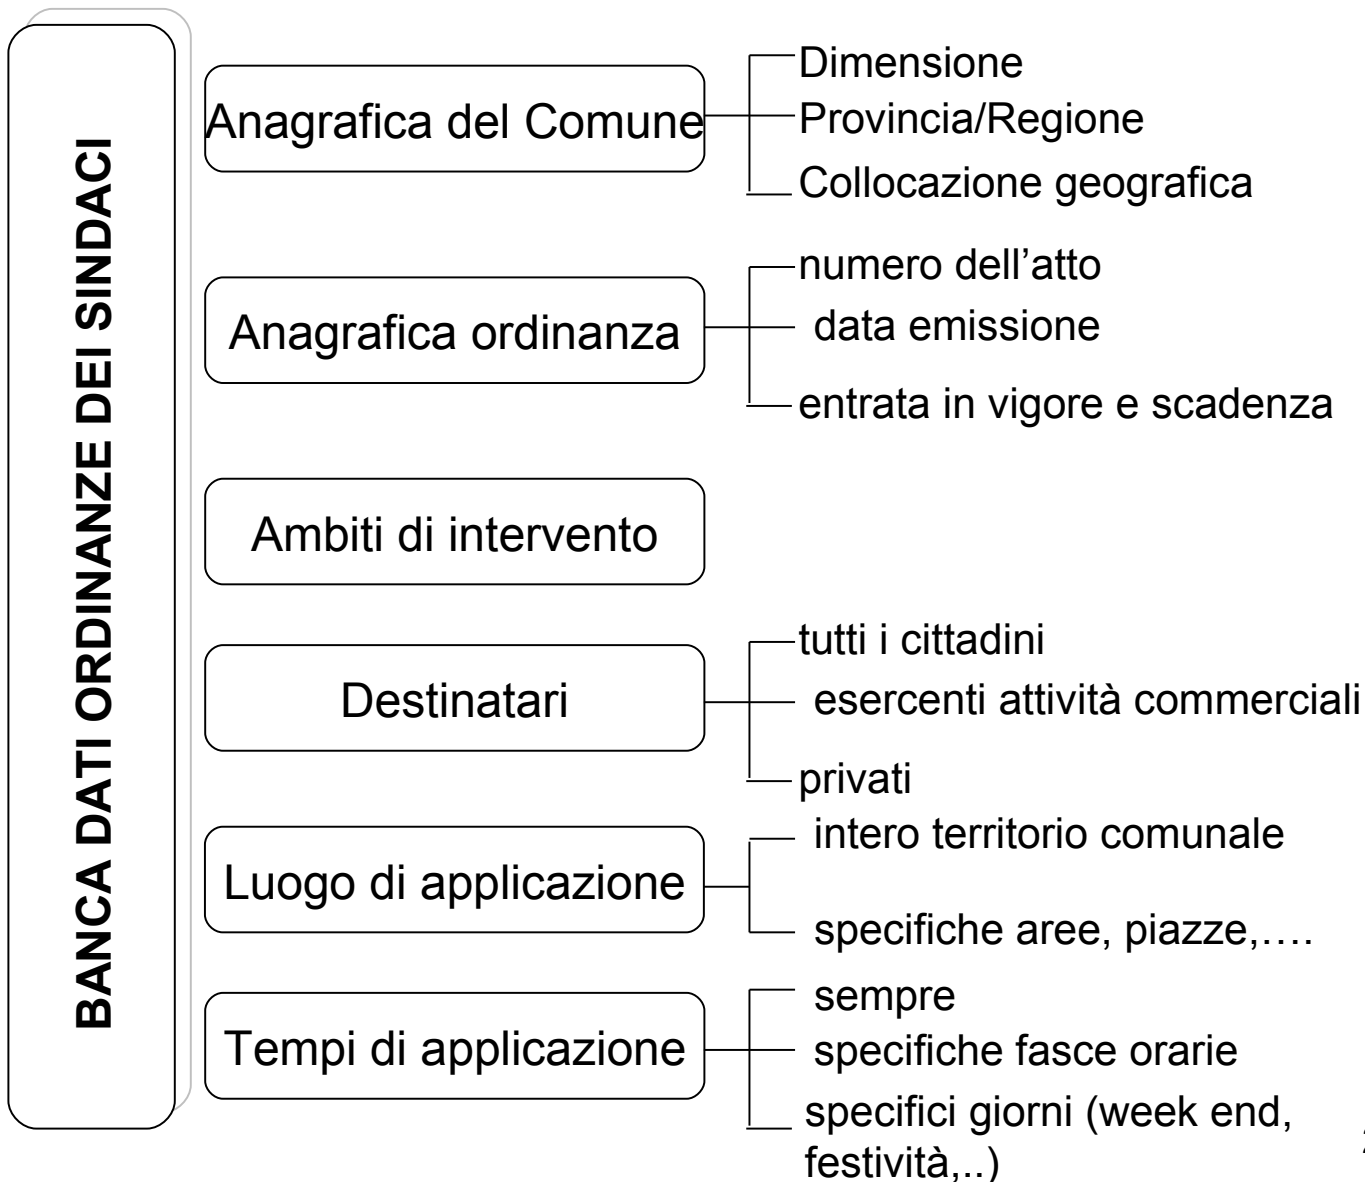 BANCA DATI ORDINANZE DEI SINDACI
Anagrafica del Comune
Dimensione
Provincia/Regione
Collocazione geografica
Anagrafica ordinanza
numero dell’atto
data emissione
entrata in vigore e scadenza
Ambiti di intervento
Destinatari
tutti i cittadini
esercenti attività commerciali
privati
Luogo di applicazione
intero territorio comunale
specifiche aree, piazze,….
Tempi di applicazione
sempre
specifiche fasce orarie
specifici giorni (week end,
festività,..)